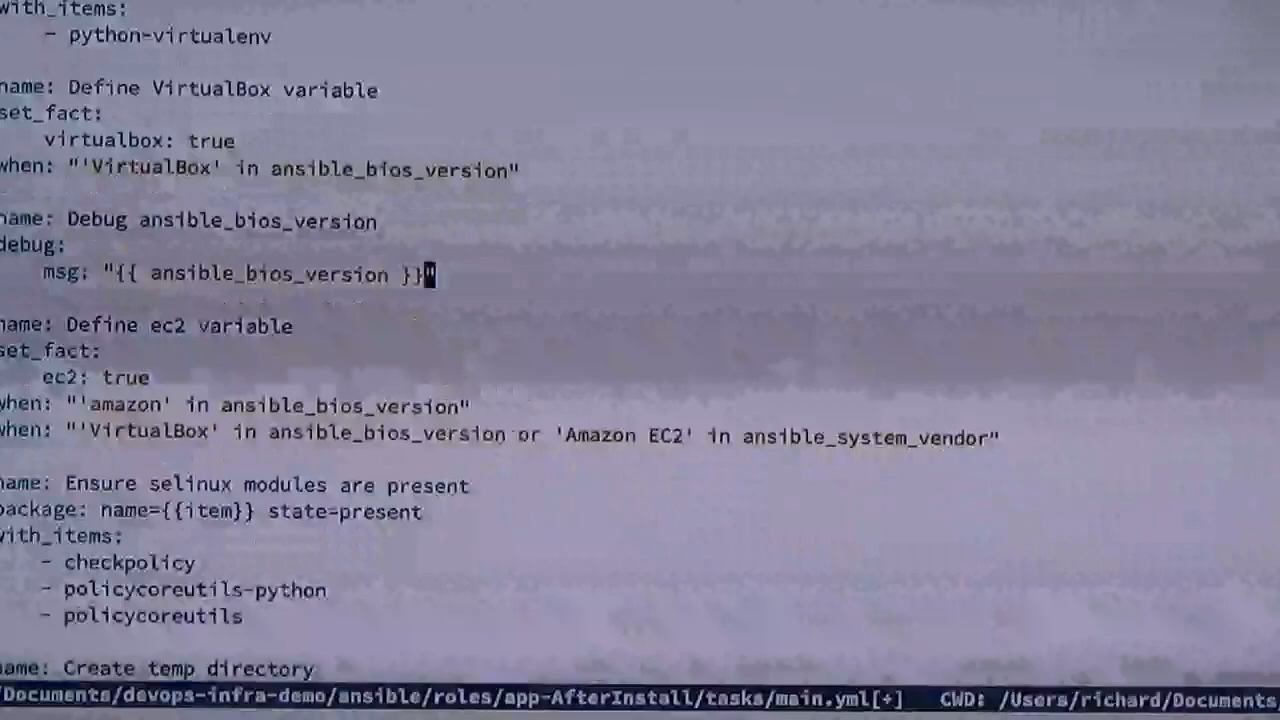 with_items:
- python-virtualenv
name: Define VirtualBox variable
set_fact:
virtualbox: true
when: "'VirtualBox' in ansible_bios_version"
name: Debug ansible_bios_version
debug:
msg: "{{ ansible_bios_version }}"
name: Define ec2 variable
set_fact:
ec2: true
when: "'amazon' in ansible_bios_version"
when: "'VirtualBox' in ansible_bios_version or 'Amazon EC2' in ansible_system_vendor"
name: Ensure selinux modules are present
package: name={{item}} state=present
with_items:
- checkpolicy
- policycoreutils-python
- policycoreutils
name: Create temp directory
/Documents/devops-infra-demo/ansible/roles/app-AfterInstall/tasks/main.yml[+] CWD: /Users/richard/Documents/